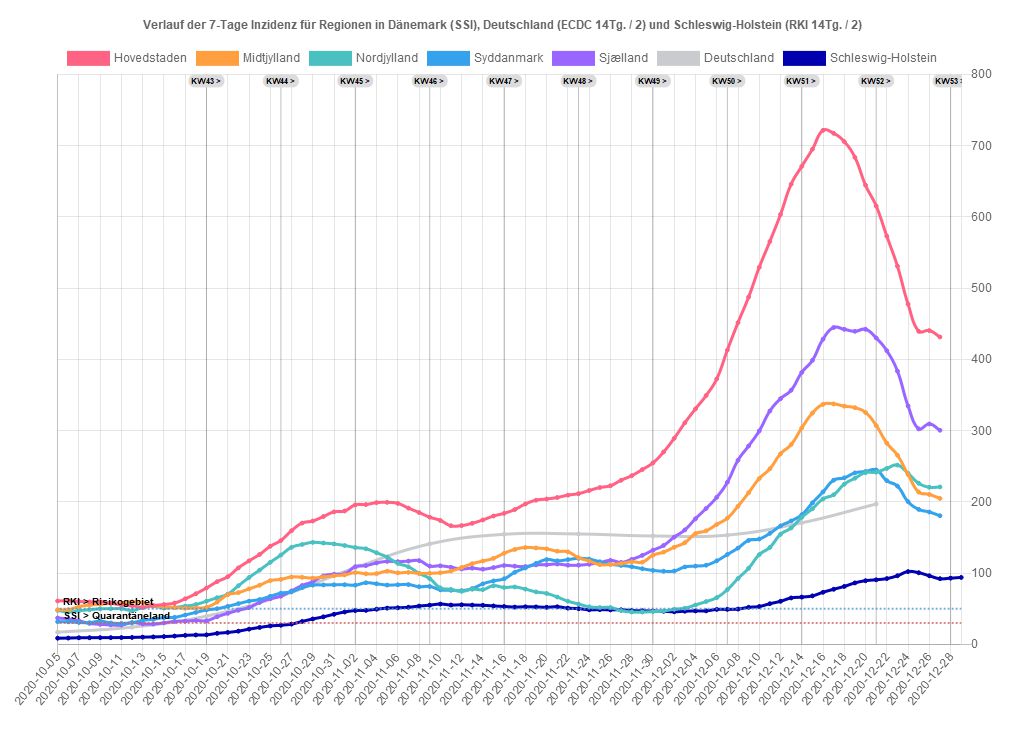 Verlauf der 7-Tage Inzidenz für Regionen in Dänemark (SSI), Deutschland (ECDC 14Tg. / 2) und Schleswig-Holstein (RKI 14Tg. / 2)
Hovedstaden Midtjylland Nordjylland Syddanmark Sjælland Deutschland Schleswig-Holstein
KW43 > KW44 > KW45 > KW46 > KW47 > KW48 > KW49 > KW50 > KW51 > KW52 > KW53 >
800
700
600
500
400
300
200
100
0
RKI > Risikogebiet
SSI > Quarantäneland
2020-10-05 2020-10-07 2020-10-09 2020-10-11 2020-10-13 2020-10-15 2020-10-17 2020-10-19 2020-10-21 2020-10-23 2020-10-25 2020-10-27 2020-10-29 2020-10-31 2020-11-02 2020-11-04 2020-11-06 2020-11-08 2020-11-10 2020-11-12 2020-11-14 2020-11-16 2020-11-18 2020-11-20 2020-11-22 2020-11-24 2020-11-26 2020-11-28 2020-11-30 2020-12-02 2020-12-04 2020-12-06 2020-12-08 2020-12-10 2020-12-12 2020-12-14 2020-12-16 2020-12-18 2020-12-20 2020-12-22 2020-12-24 2020-12-26 2020-12-28